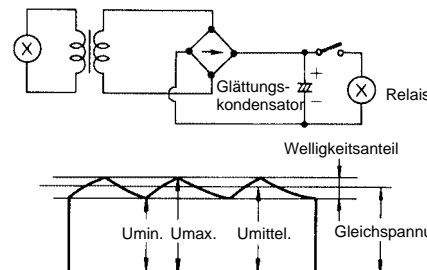 Glättungs-
kondensator
+
−
Relais
Welligkeitsanteil
Umin. Umax. Umittel.